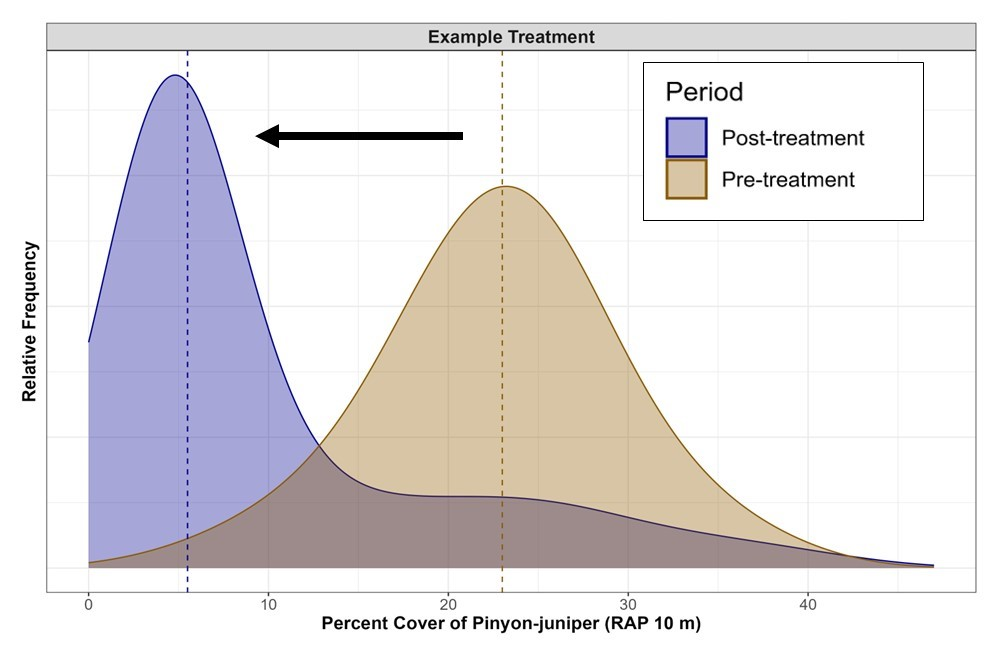 Example Treatment
Period
Post-treatment
Pre-treatment
Relative Frequency
0 10 20 30 40
Percent Cover of Pinyon-juniper (RAP 10 m)